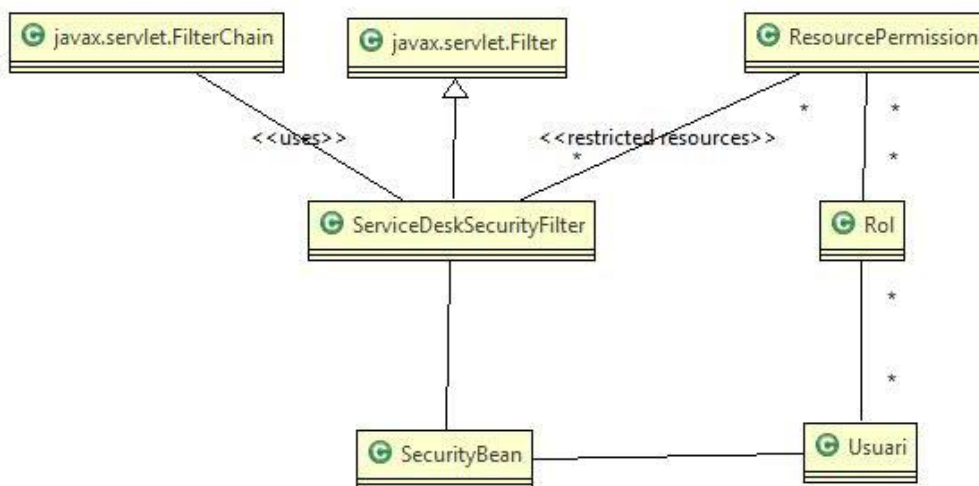 C javax.servlet.FilterChain
C javax.servlet.Filter
C ResourcePermission
<<uses>>
<<restricted resources>>
*
*
*
*
C ServiceDeskSecurityFilter
C Rol
*
*
C SecurityBean
C Usuari